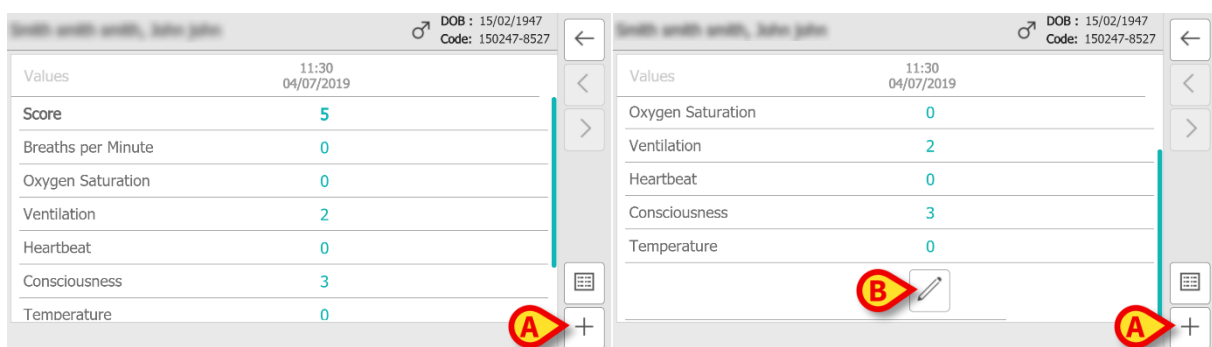 DOB : 15/02/1947
Code: 150247-8527
Values 11:30
04/07/2019
Score 5
Breaths per Minute 0
Oxygen Saturation 0
Ventilation 2
Heartbeat 0
Consciousness 3
Temperature 0
A
DOB : 15/02/1947
Code: 150247-8527
Values 11:30
04/07/2019
Oxygen Saturation 0
Ventilation 2
Heartbeat 0
Consciousness 3
Temperature 0
B
A